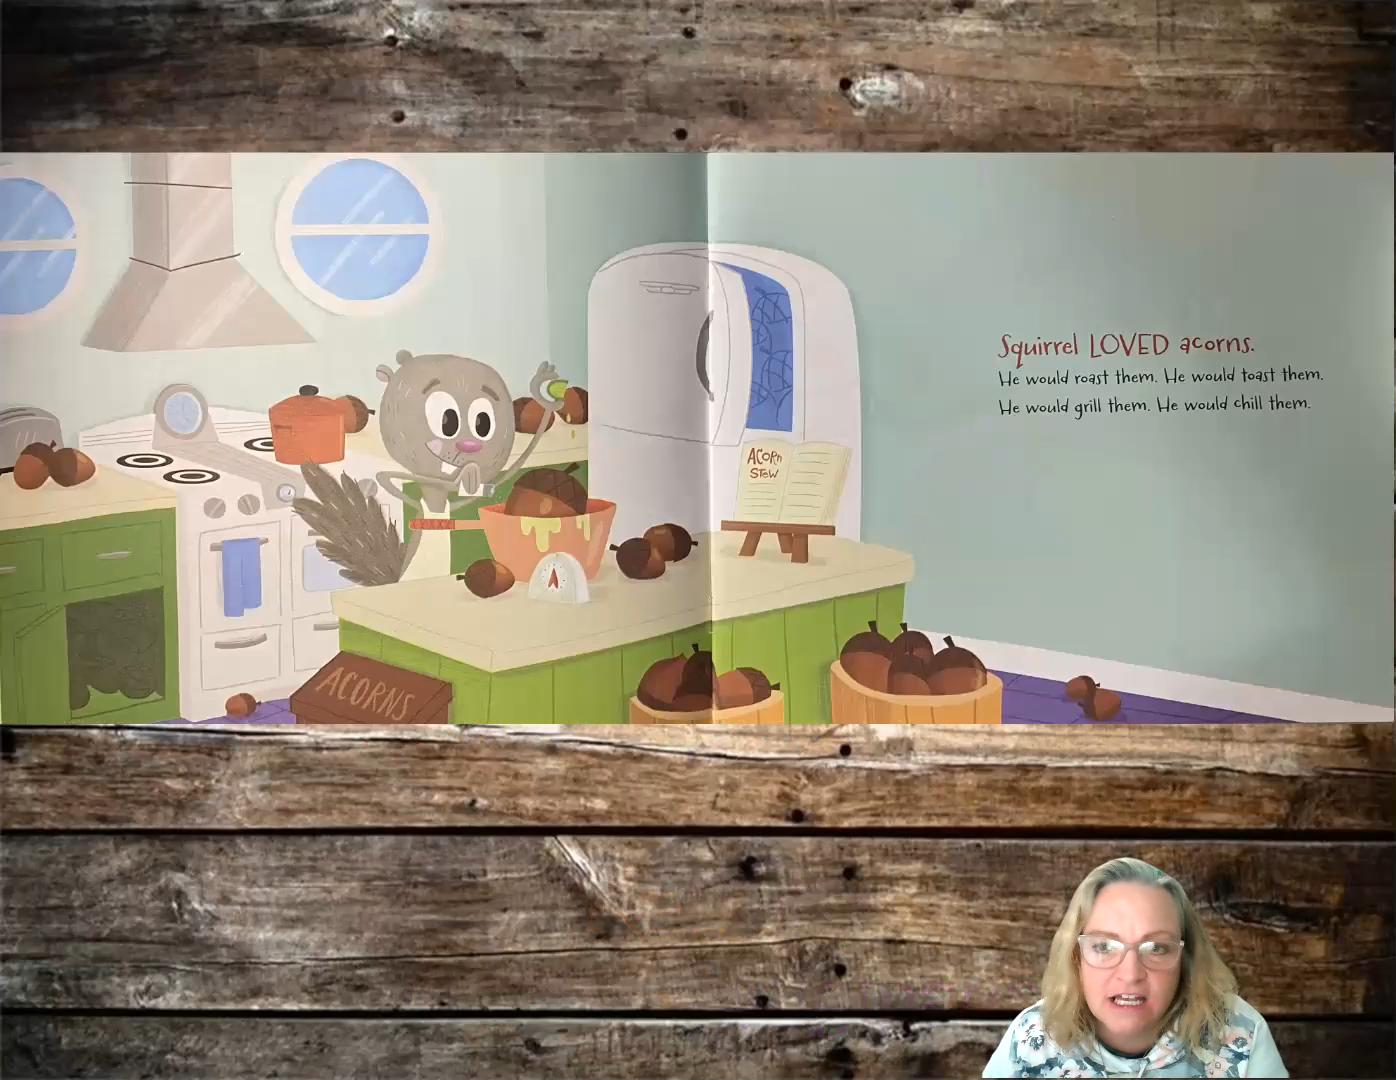 ACORN
STEW
Squirrel LOVED acorns.
He would roast them. He would toast them.
He would grill them. He would chill them.
ACORNS